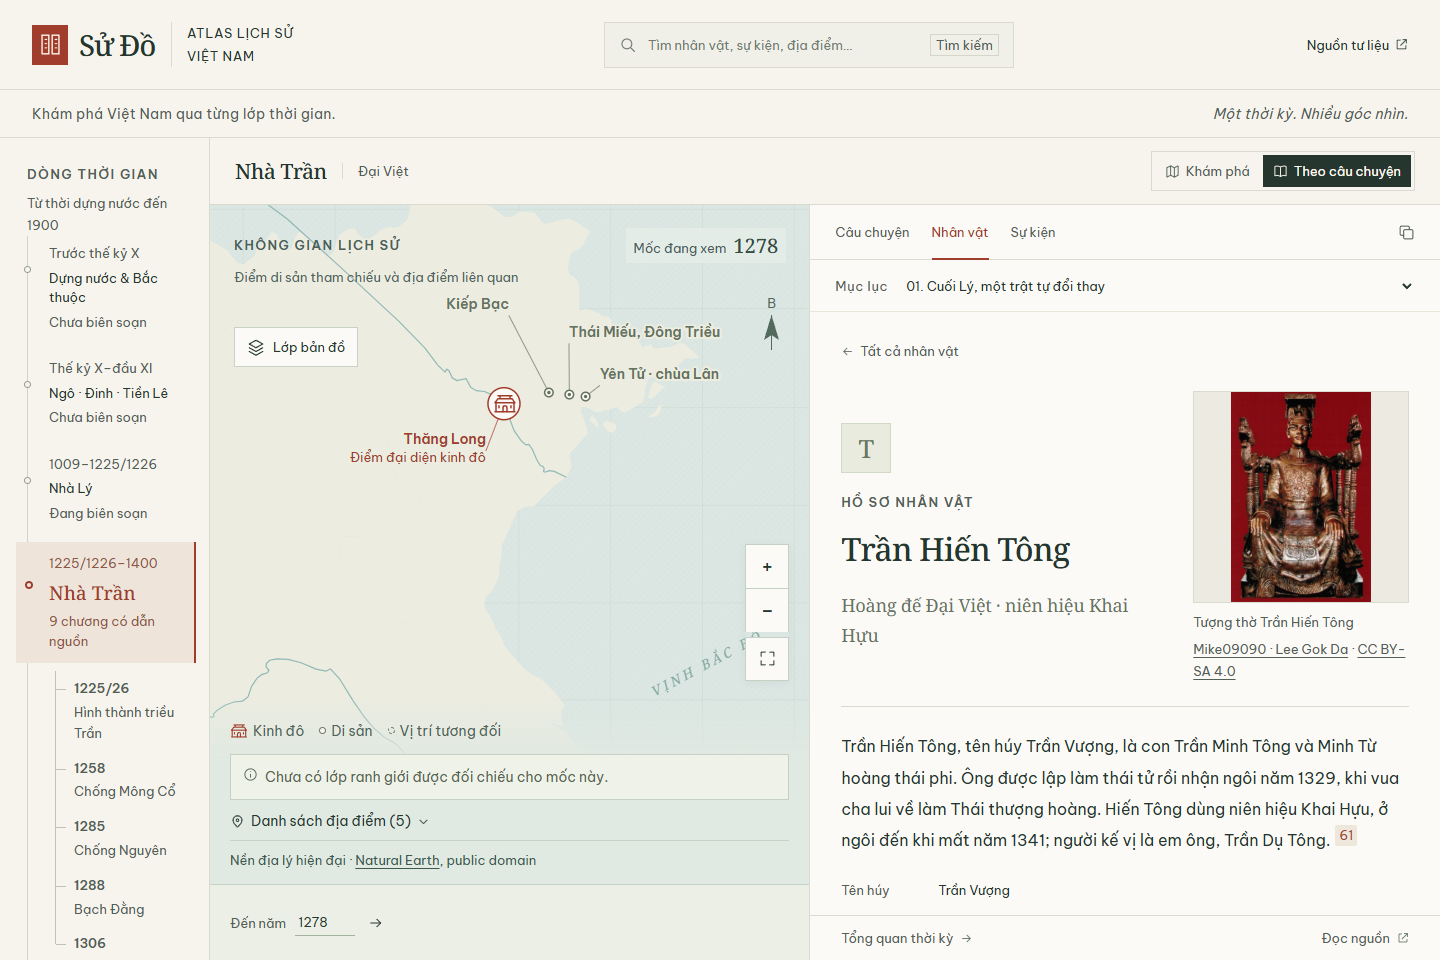 Sử Đồ
ATLAS LỊCH SỬ
VIỆT NAM
Tìm nhân vật, sự kiện, địa điểm...
Tìm kiếm
Nguồn tư liệu
Khám phá Việt Nam qua từng lớp thời gian.
Một thời kỳ. Nhiều góc nhìn.
DÒNG THỜI GIAN
Từ thời dựng nước đến
1900
Trước thế kỷ X
Dựng nước & Bắc
thuộc
Chưa biên soạn
Thế kỷ X–đầu XI
Ngô · Đinh · Tiền Lê
Chưa biên soạn
1009–1225/1226
Nhà Lý
Đang biên soạn
1225/1226–1400
Nhà Trần
9 chương có dẫn
nguồn
1225/26
Hình thành triều
Trần
1258
Chống Mông Cổ
1285
Chống Nguyên
1288
Bạch Đằng
1306
Nhà Trần
Đại Việt
Khám phá
Theo câu chuyện
KHÔNG GIAN LỊCH SỬ
Điểm di sản tham chiếu và địa điểm liên quan
Mốc đang xem 1278
Lớp bản đồ
B
Kiếp Bạc
Thái Miếu, Đông Triều
Yên Tử · chùa Lân
Thăng Long
Điểm đại diện kinh đô
+
−
VỊNH BẮC BỘ
Kinh đô
Di sản
Vị trí tương đối
Chưa có lớp ranh giới được đối chiếu cho mốc này.
Danh sách địa điểm (5)
Nền địa lý hiện đại · Natural Earth, public domain
Đến năm 1278 →
Câu chuyện
Nhân vật
Sự kiện
Mục lục
01. Cuối Lý, một trật tự đổi thay
← Tất cả nhân vật
T
HỒ SƠ NHÂN VẬT
Trần Hiến Tông
Hoàng đế Đại Việt · niên hiệu Khai
Hựu
Tượng thờ Trần Hiến Tông
Mike09090 · Lee Gok Da · CC BY-
SA 4.0
Trần Hiến Tông, tên húy Trần Vượng, là con Trần Minh Tông và Minh Từ
hoàng thái phi. Ông được lập làm thái tử rồi nhận ngôi năm 1329, khi vua
cha lui về làm Thái thượng hoàng. Hiến Tông dùng niên hiệu Khai Hựu, ở
ngôi đến khi mất năm 1341; người kế vị là em ông, Trần Dụ Tông. 61
Tên húy
Trần Vượng
Tổng quan thời kỳ →
Đọc nguồn